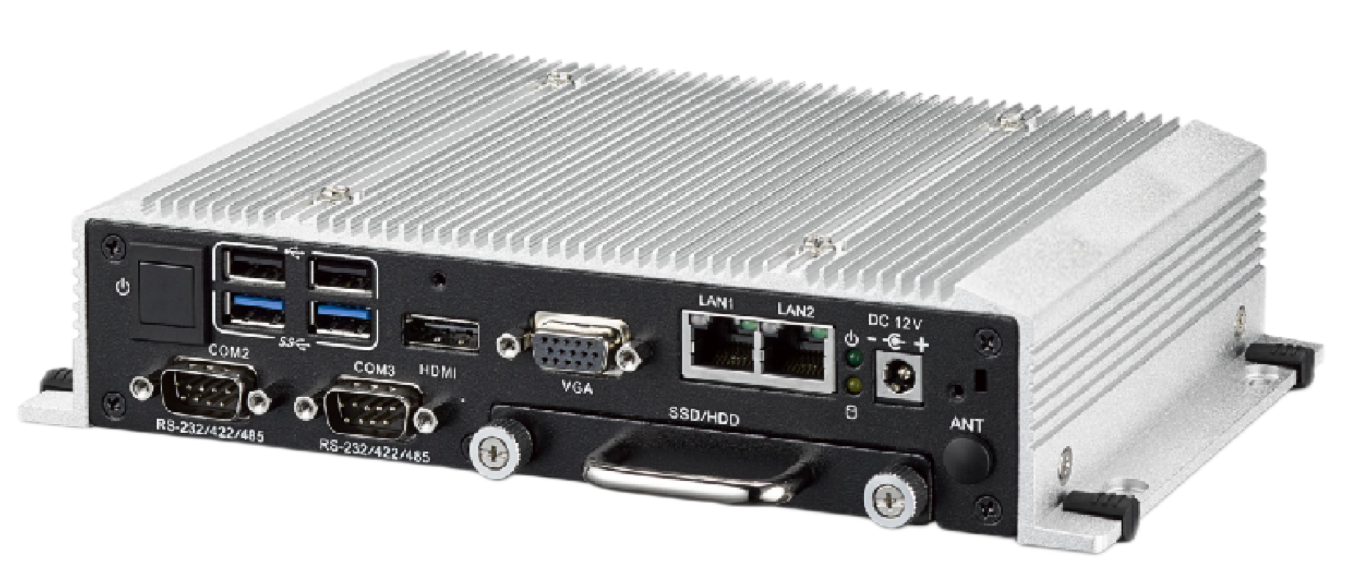 LAN1
LAN2
DC 12V
- +
SS
COM2
COM3
HDMI
VGA
SSD/HDD
ANT
RS-232/422/485
RS-232/422/485